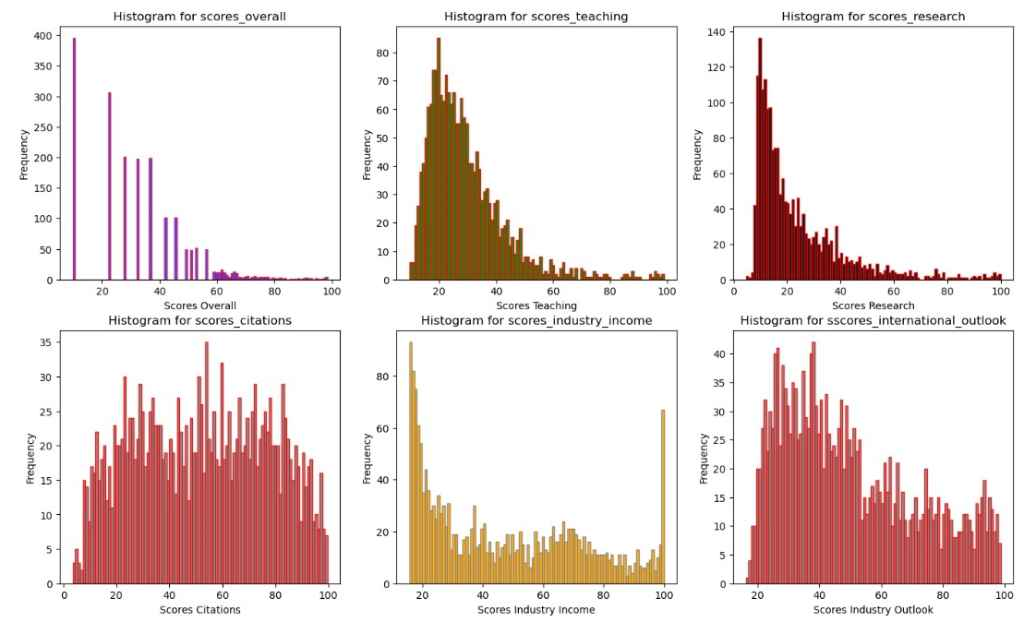 Histogram for scores_overall
400
350
300
250
200
150
100
50
0
Frequency
20 40 60 80 100
Scores Overall
Histogram for scores_teaching
80
70
60
50
40
30
20
10
0
Frequency
20 40 60 80 100
Scores Teaching
Histogram for scores_research
140
120
100
80
60
40
20
0
Frequency
0 20 40 60 80 100
Scores Research
Histogram for scores_citations
35
30
25
20
15
10
5
0
Frequency
0 20 40 60 80 100
Scores Citations
Histogram for scores_industry_income
80
60
40
20
0
Frequency
20 40 60 80 100
Scores Industry Income
Histogram for sscores_international_outlook
40
35
30
25
20
15
10
5
0
Frequency
20 40 60 80 100
Scores Industry Outlook